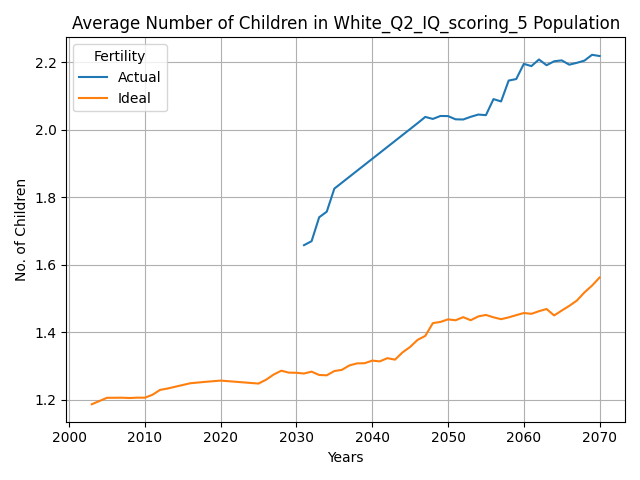 Average Number of Children in White_Q2_IQ_scoring_5 Population
Fertility
Actual
Ideal
No. of Children
2.2
2.0
1.8
1.6
1.4
1.2
2000 2010 2020 2030 2040 2050 2060 2070
Years